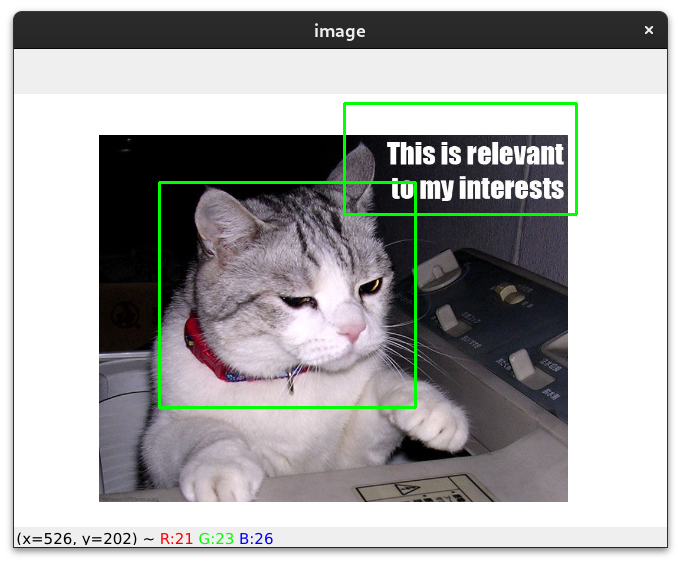 image
×
This is relevant
to my interests
(x=526, y=202) ~ R:21 G:23 B:26